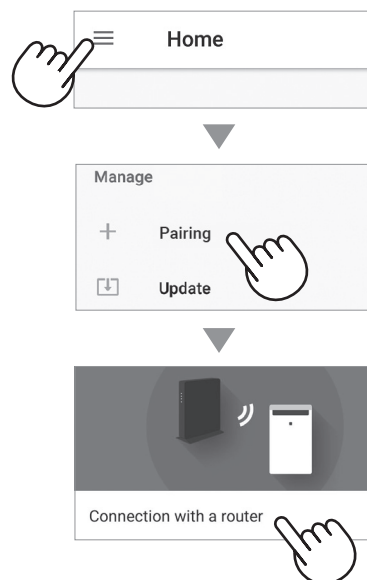 Home
Manage
Pairing
Update
Connection with a router